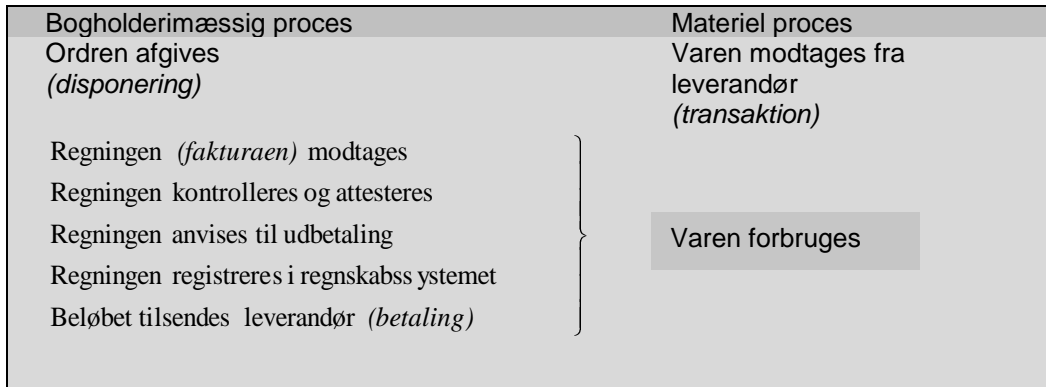 Bogholderimæssig proces
Materiel proces
Ordren afgives
(disponering)
Varen modtages fra
leverandør
(transaktion)
Regningen (fakturaen) modtages
Regningen kontrolleres og attesteres
Regningen anvises til udbetaling
Regningen registreres i regnskabss ystemet
Beløbet tilsendes leverandør (betaling)
Varen forbruges